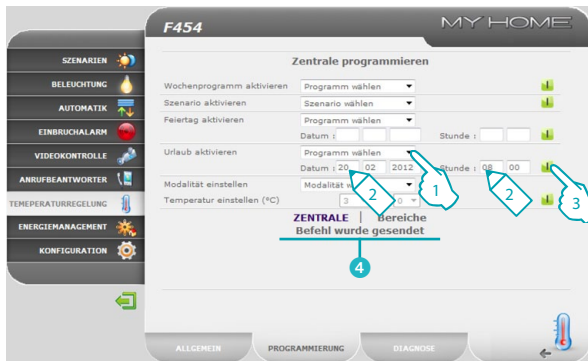 F454
MY HOME
SZENARIEN
BELEUCHTUNG
AUTOMATIK
EINBRUCHALARM
VIDEOKONTROLLE
ANRUFBEANTWORTER
TEMEPERATURREGELUNG
ENERGIEMANAGEMENT
KONFIGURATION
Zentrale programmieren
Wochenprogramm aktivieren Programm wählen
Szenario aktivieren Szenario wählen
Feiertag aktivieren Programm wählen
Datum : Stunde :
Urlaub aktivieren Programm wählen
Datum : 20 02 2012 Stunde : 08 00
Modalität einstellen Modalität
Temperatur einstellen (°C) 3 0
1
2
2
3
ZENTRALE | Bereiche
Befehl wurde gesendet
4
ALLGEMEIN PROGRAMMIERUNG DIAGNOSE